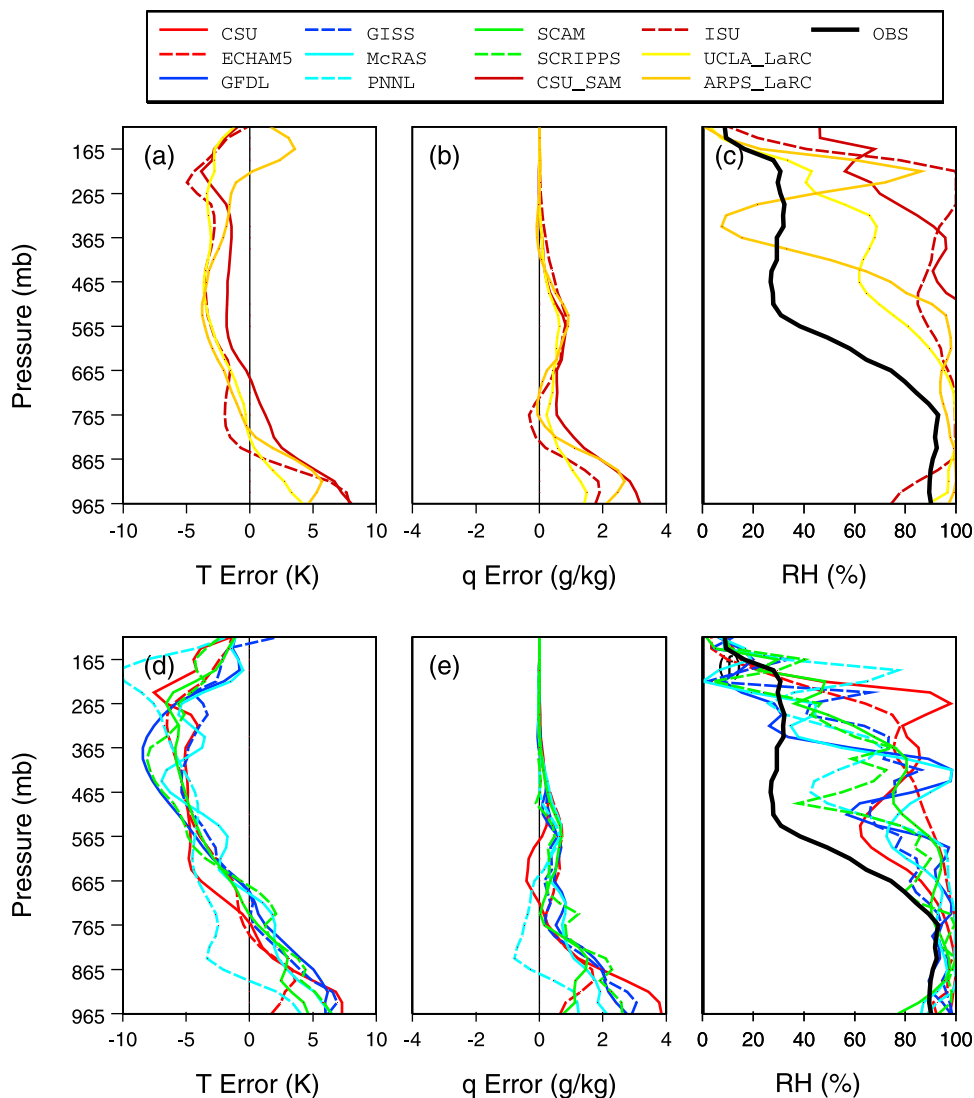 CSU GISS SCAM ISU OBS
ECHAM5 McRAS SCRIPPS UCLA_LaRC
GFDL PNNL CSU_SAM ARPS_LaRC
(a) (b) (c)
Pressure (mb)
165
265
365
465
565
665
765
865
965
-10 -5 0 5 10 -4 -2 0 2 4 0 20 40 60 80 100
T Error (K) q Error (g/kg) RH (%)
(d) (e) (f)
Pressure (mb)
165
265
365
465
565
665
765
865
965
-10 -5 0 5 10 -4 -2 0 2 4 0 20 40 60 80 100
T Error (K) q Error (g/kg) RH (%)